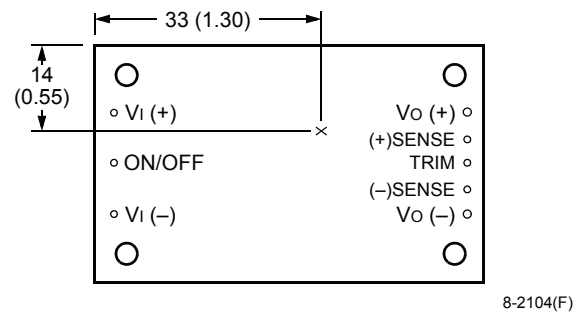 33 (1.30)
14
(0.55)
VI (+)
ON/OFF
VI (–)
VO (+)
(+)SENSE
TRIM
(–)SENSE
VO (–)
8-2104(F)